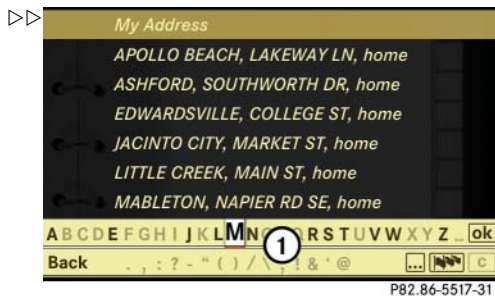 My Address
APOLLO BEACH, LAKEWAY LN, home
ASHFORD, SOUTHWORTH DR, home
EDWARDSVILLE, COLLEGE ST, home
JACINTO CITY, MARKET ST, home
LITTLE CREEK, MAIN ST, home
MABLETON, NAPIER RD SE, home
A B C D E F G H I J K L M N R S T U V W X Y Z _ ok
1
Back . , : ? - " ( ) / \ ; ! & ' @ ... c
P82.86-5517-31